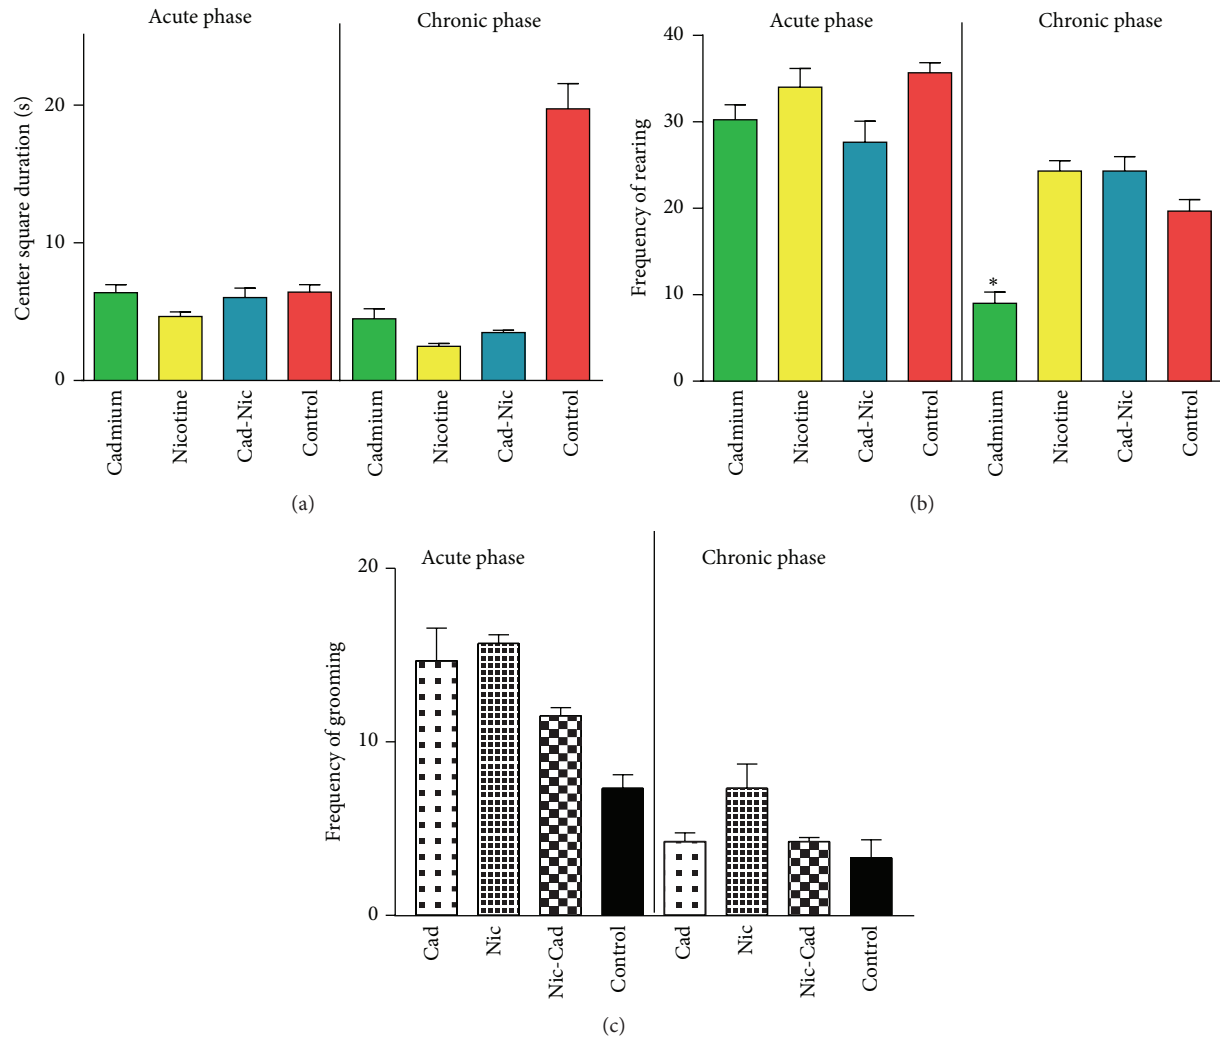 Acute phase
Chronic phase
Center square duration (s)
20
10
0
Cadmium
Nicotine
Cad-Nic
Control
Cadmium
Nicotine
Cad-Nic
Control
(a)
Acute phase
Chronic phase
Frequency of rearing
40
30
20
10
0
*
Cadmium
Nicotine
Cad-Nic
Control
Cadmium
Nicotine
Cad-Nic
Control
(b)
Acute phase
Chronic phase
Frequency of grooming
20
10
0
Cad
Nic
Nic-Cad
Control
Cad
Nic
Nic-Cad
Control
(c)